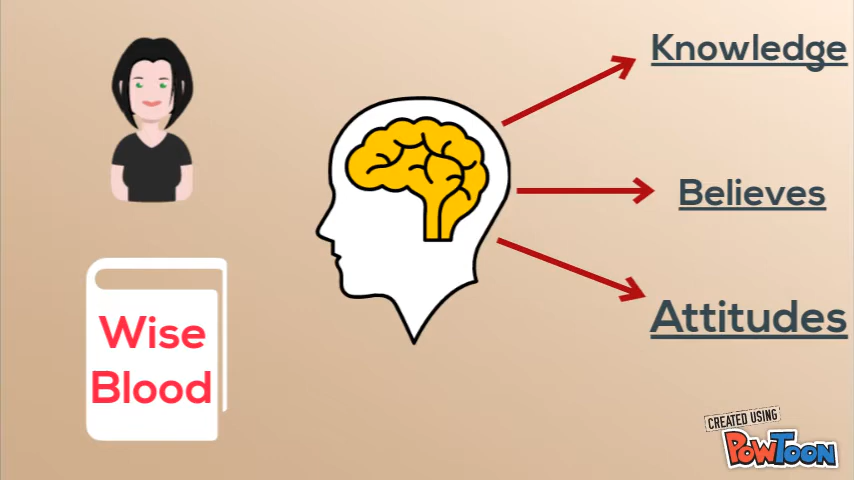 Knowledge
Believes
Attitudes
Wise
Blood
CREATED USING
POWTOON